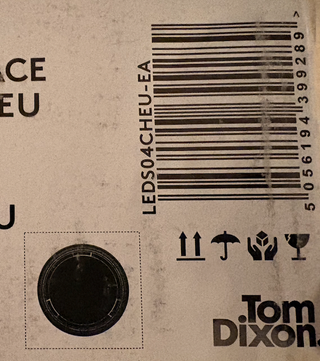 ACE
EU
U
LEDS04CHEU-EA
5 056194 399289 >
Tom
Dixon.